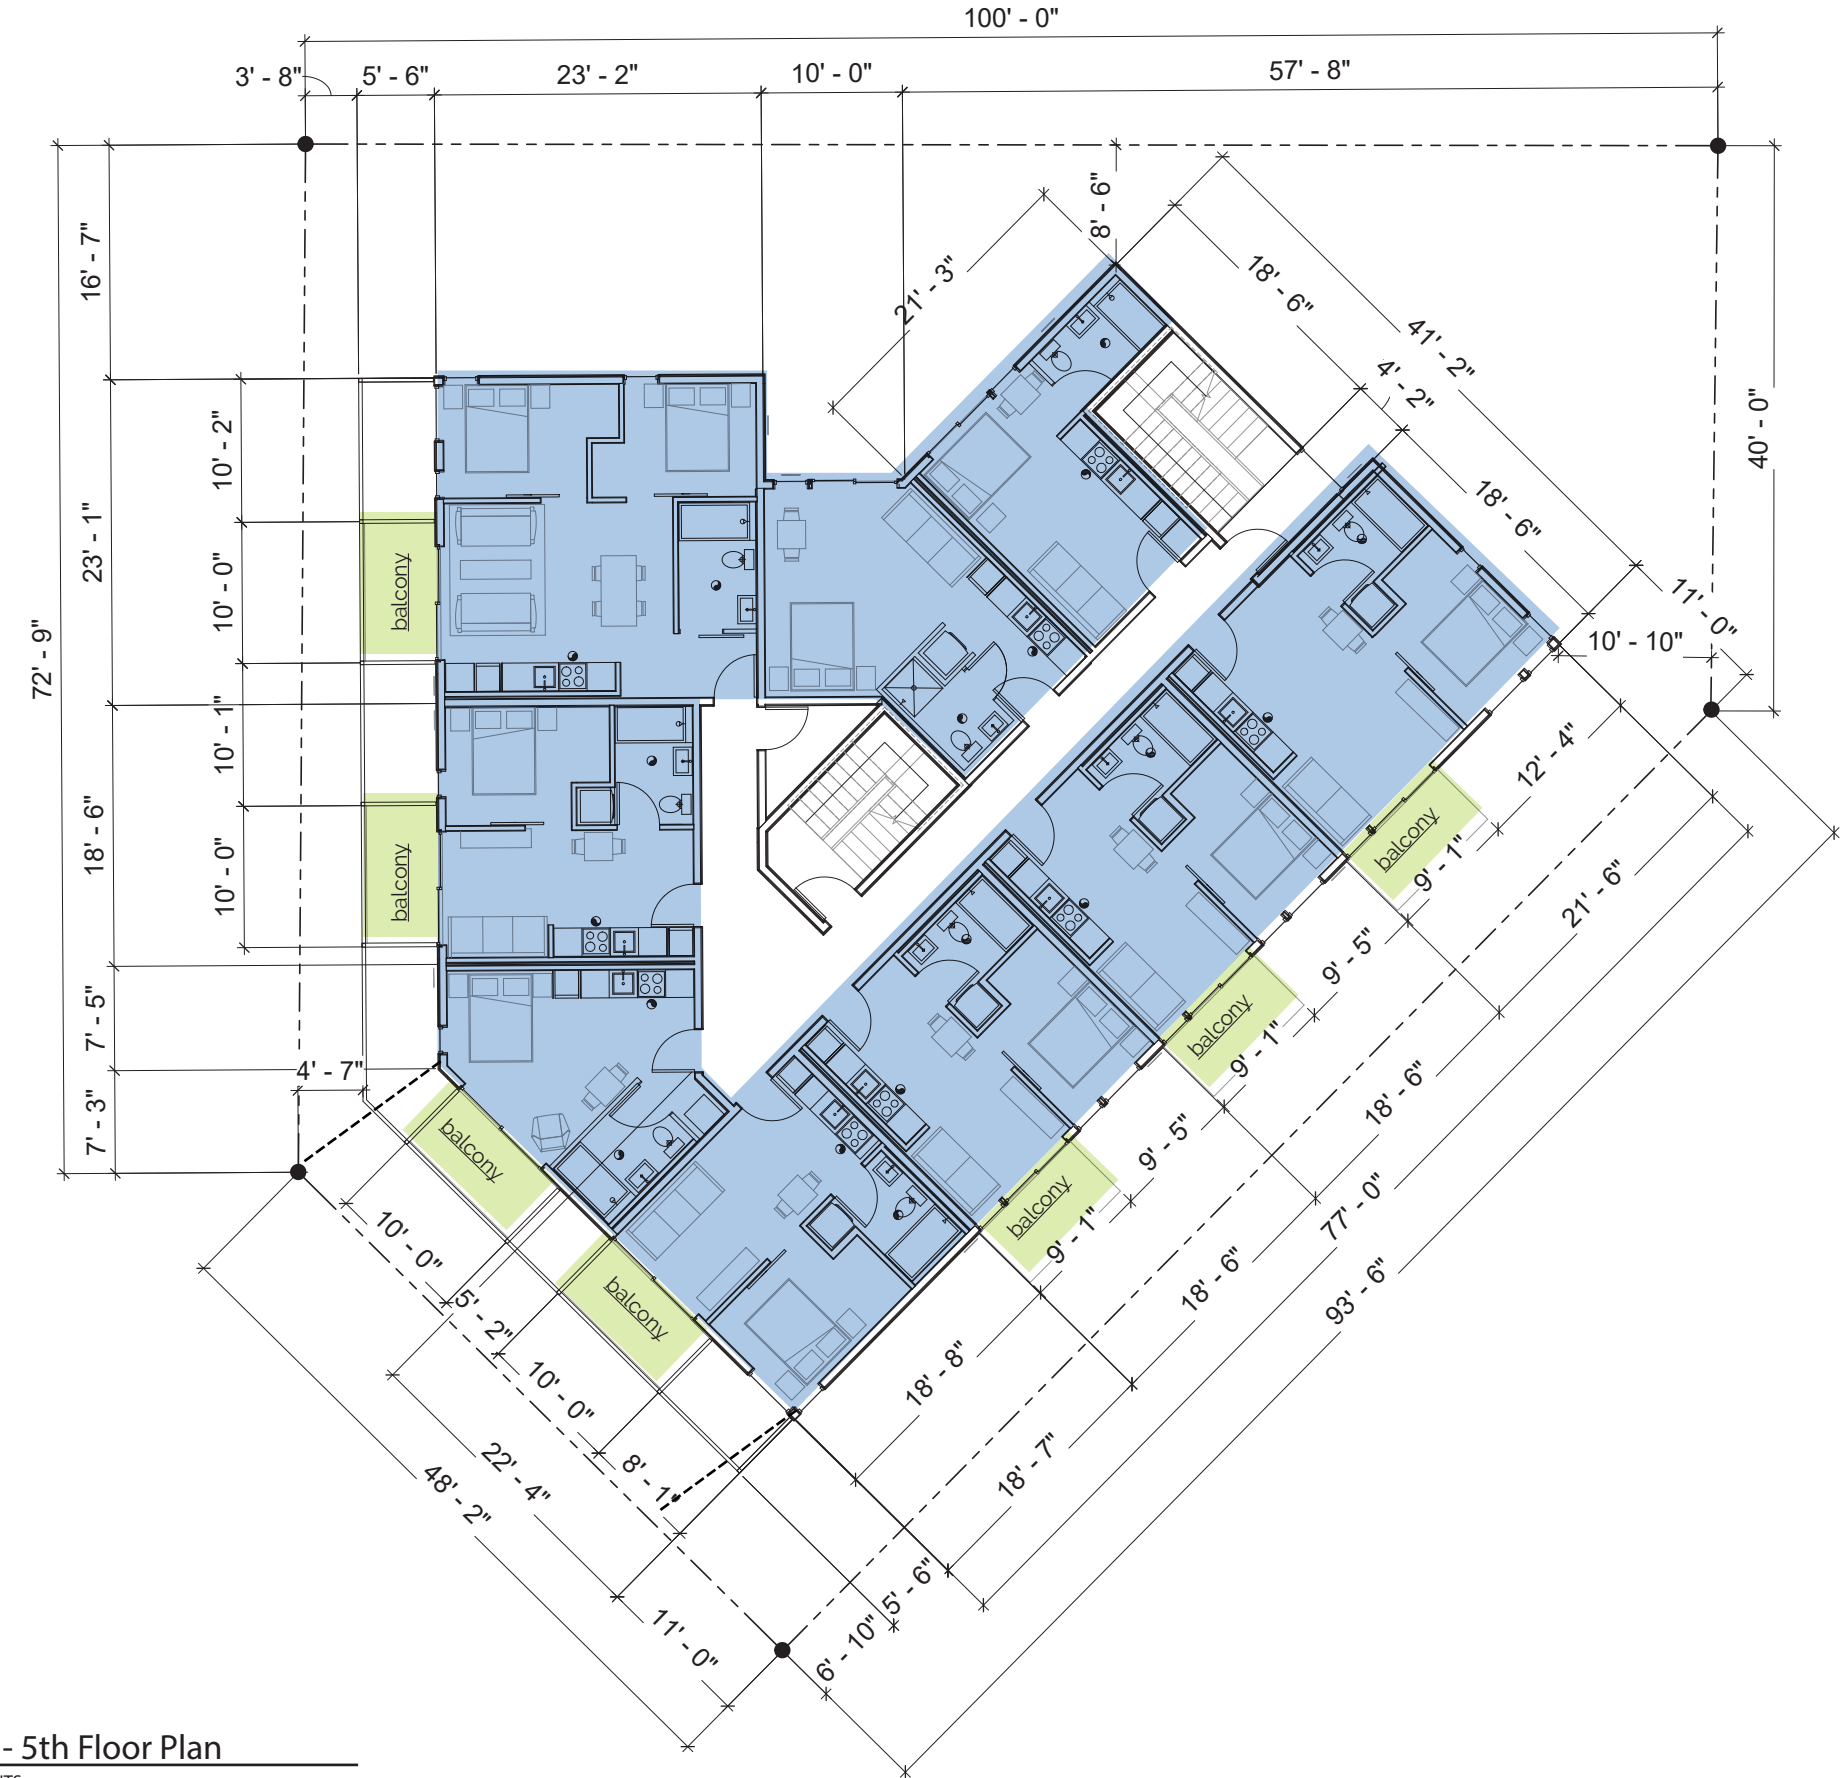 100' - 0"
3' - 8"
5' - 6"
23' - 2"
10' - 0"
57' - 8"
8' - 6"
16' - 7"
21' - 3"
18' - 6"
41' - 2"
4' - 2"
40' - 0"
10' - 2"
18' - 6"
23' - 1"
10' - 0"
balcony
11' - 0"
10' - 10"
72' - 9"
10' - 1"
12' - 4"
18' - 6"
10' - 0"
balcony
balcony
9' - 1"
21' - 6"
9' - 5"
7' - 5"
balcony
9' - 1"
4' - 7"
18' - 6"
7' - 3"
balcony
9' - 5"
balcony
9' - 1"
77' - 0"
10' - 0"
5' - 2"
balcony
18' - 6"
93' - 6"
10' - 0"
18' - 8"
22' - 4"
48' - 2"
8' - 1"
18' - 7"
5' - 6"
11' - 0"
6' - 10"
- 5th Floor Plan